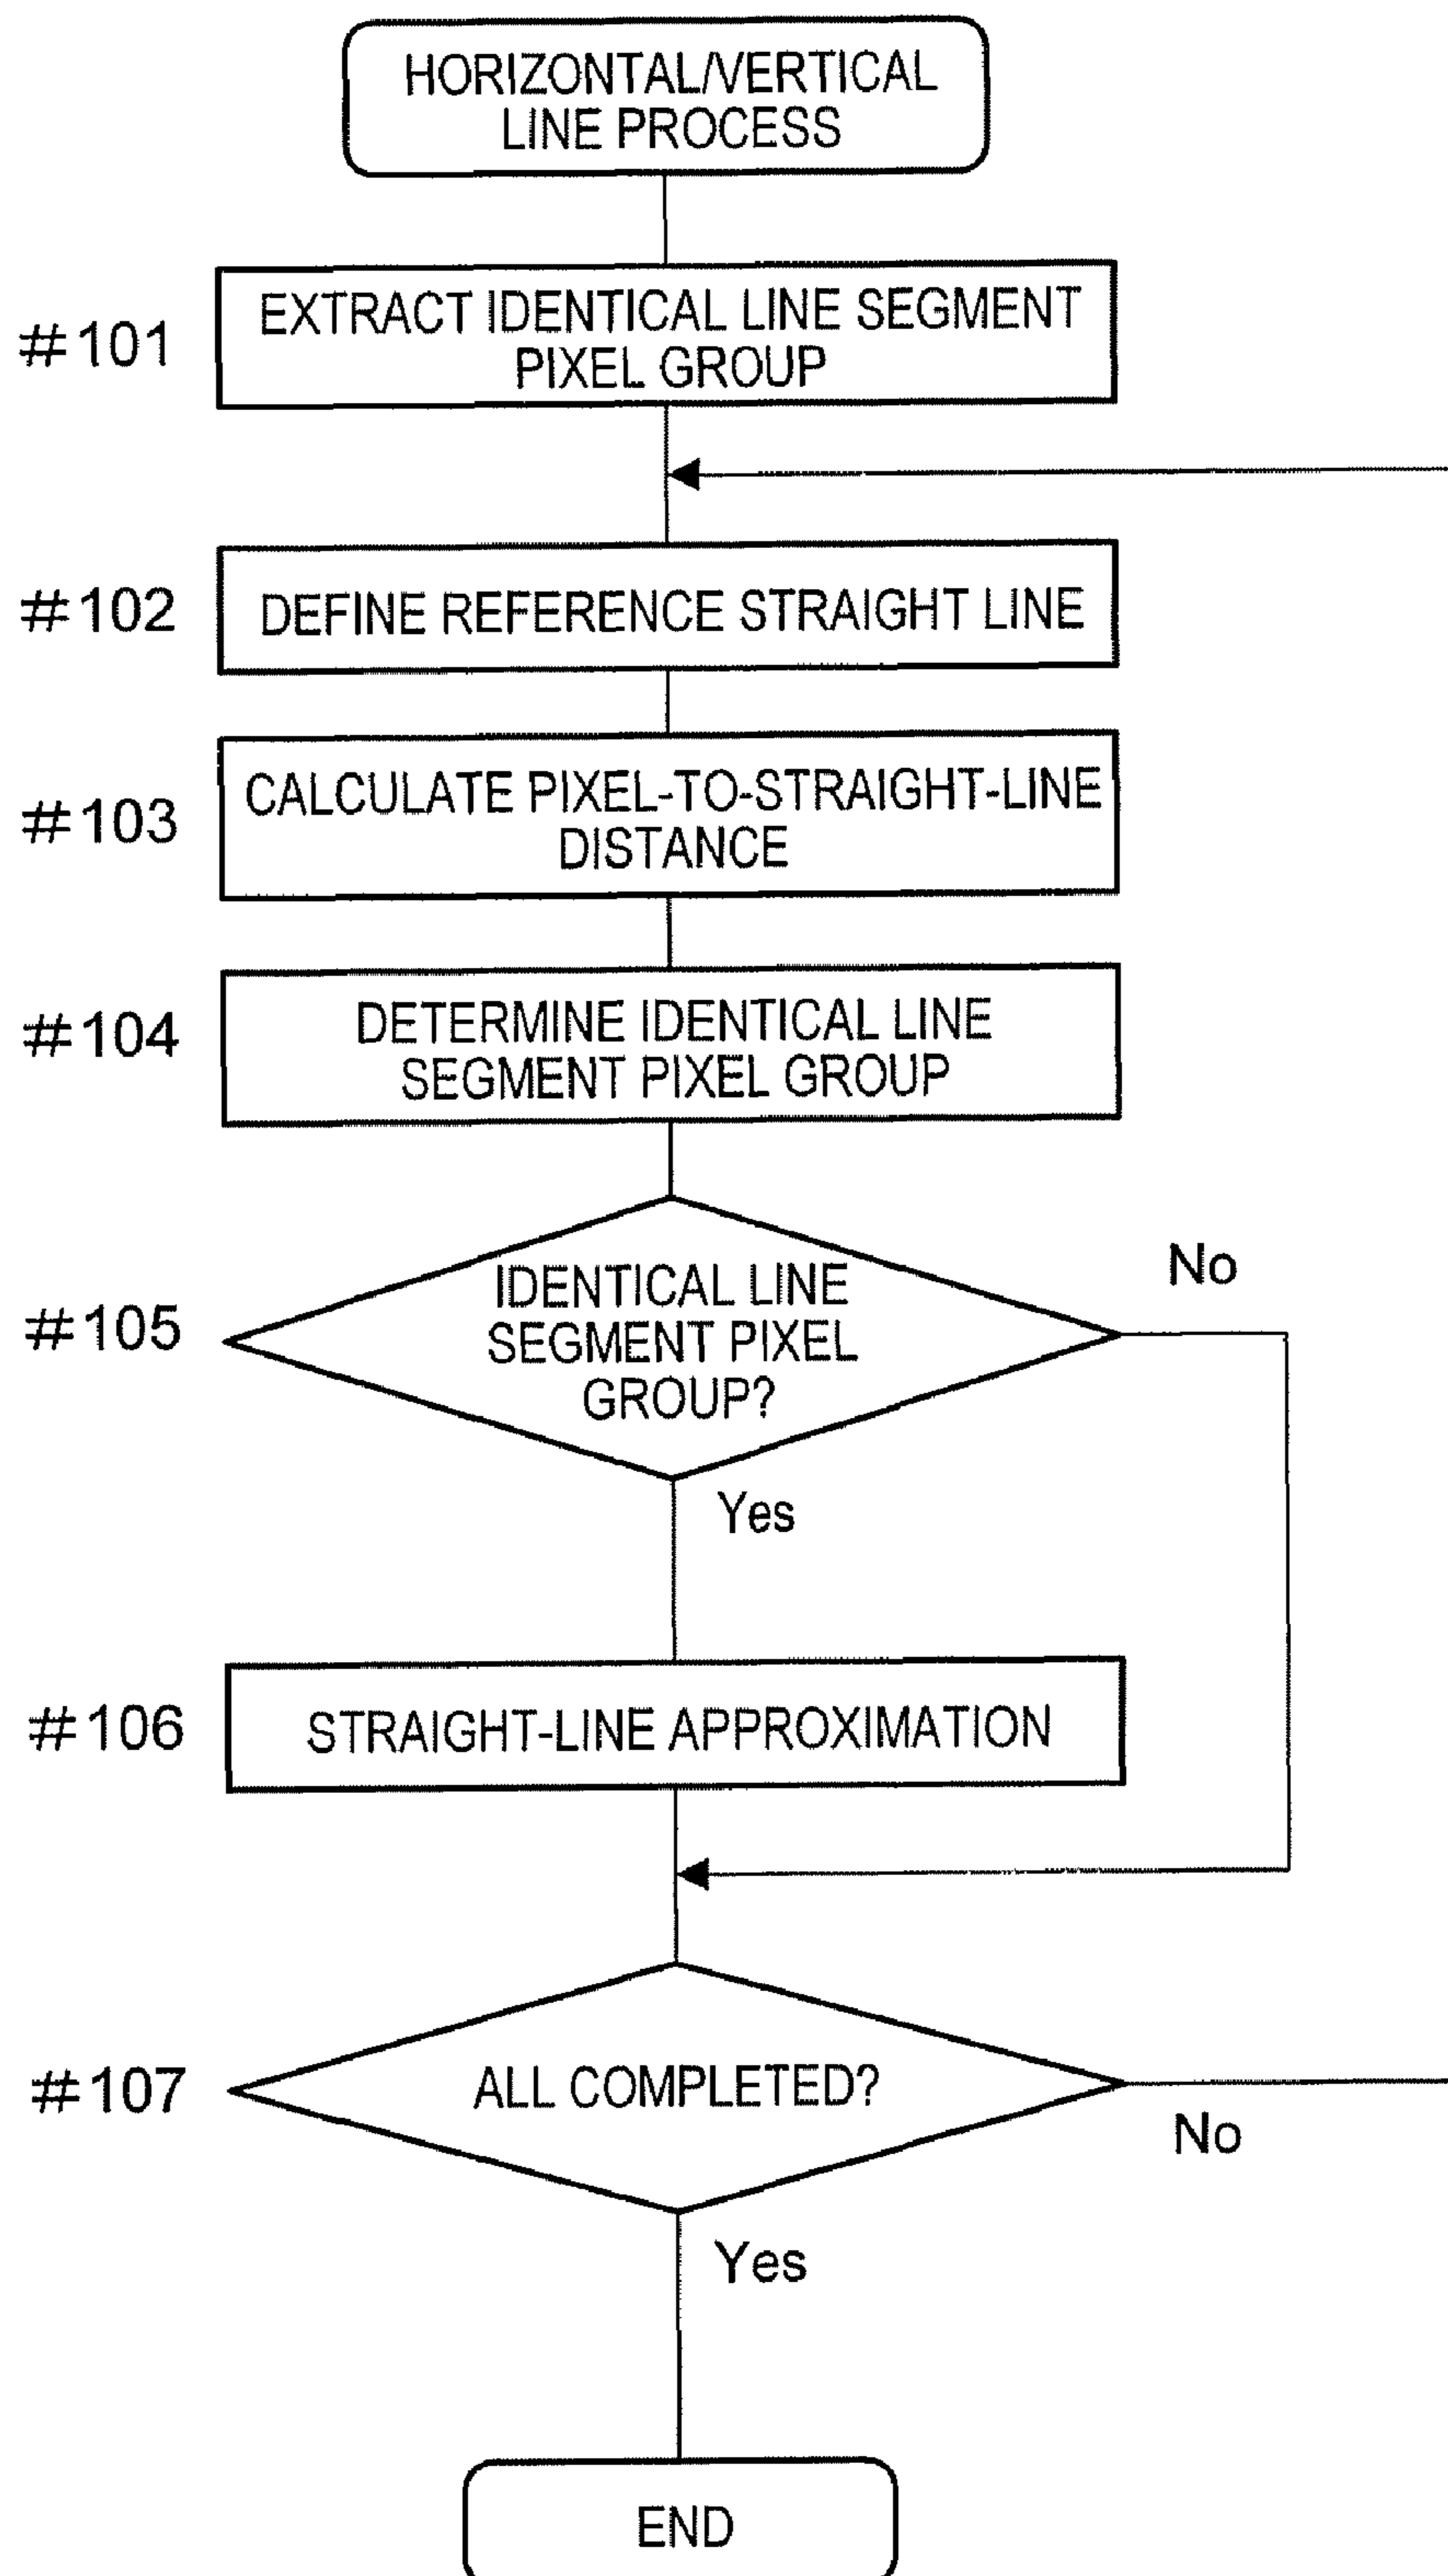 HORIZONTAL/VERTICAL
LINE PROCESS
#101
EXTRACT IDENTICAL LINE SEGMENT
PIXEL GROUP
#102
DEFINE REFERENCE STRAIGHT LINE
#103
CALCULATE PIXEL-TO-STRAIGHT-LINE
DISTANCE
#104
DETERMINE IDENTICAL LINE
SEGMENT PIXEL GROUP
#105
IDENTICAL LINE
SEGMENT PIXEL
GROUP?
No
Yes
#106
STRAIGHT-LINE APPROXIMATION
#107
ALL COMPLETED?
No
Yes
END